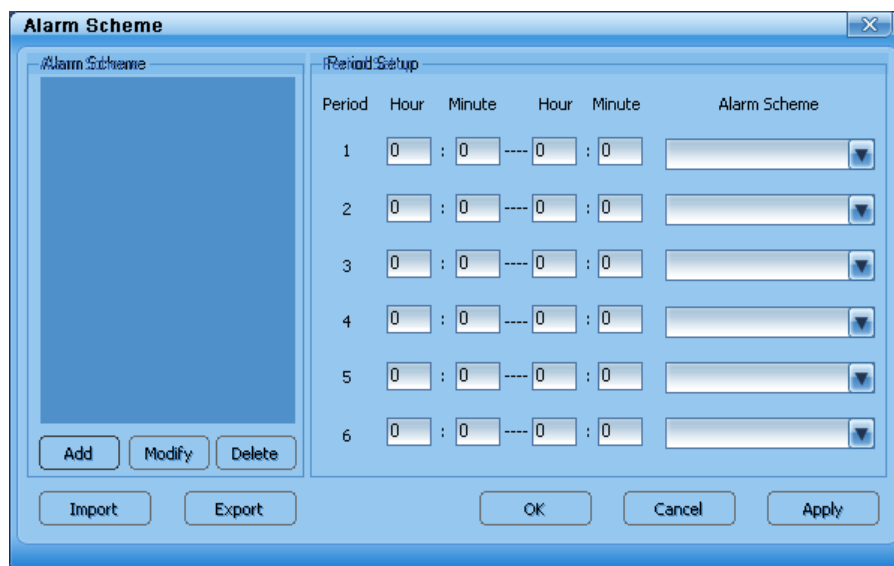 Alarm Scheme
Alarm Scheme
Period Setup
Period Hour Minute Hour Minute Alarm Scheme
1 0 : 0 ---- 0 : 0
2 0 : 0 ---- 0 : 0
3 0 : 0 ---- 0 : 0
4 0 : 0 ---- 0 : 0
5 0 : 0 ---- 0 : 0
6 0 : 0 ---- 0 : 0
Add Modify Delete
Import Export OK Cancel Apply